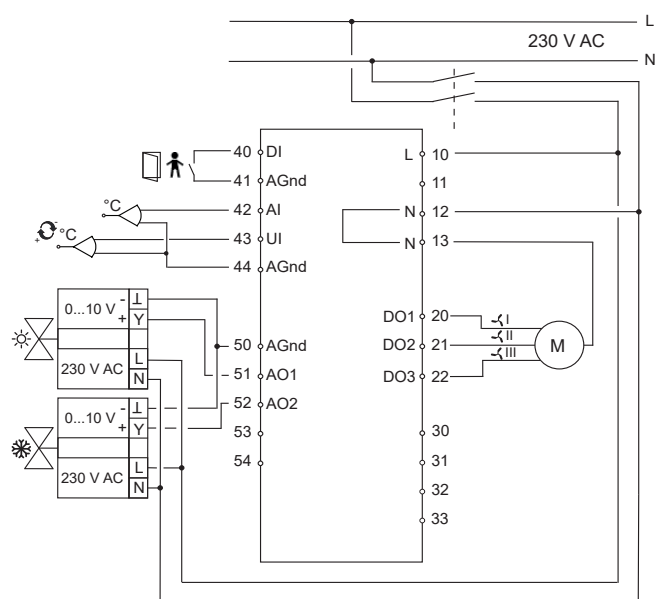 L
230 V AC
N
40 DI
L 10
41 AGnd
11
°C
42 AI
N 12
+ - °C
43 UI
N 13
44 AGnd
0...10 V - ⊥
+ Y
DO1 20 I
L
230 V AC
N
50 AGnd
DO2 21 II
M
51 AO1
DO3 22 III
0...10 V - ⊥
+ Y
52 AO2
53
30
54
31
L
230 V AC
N
32
33